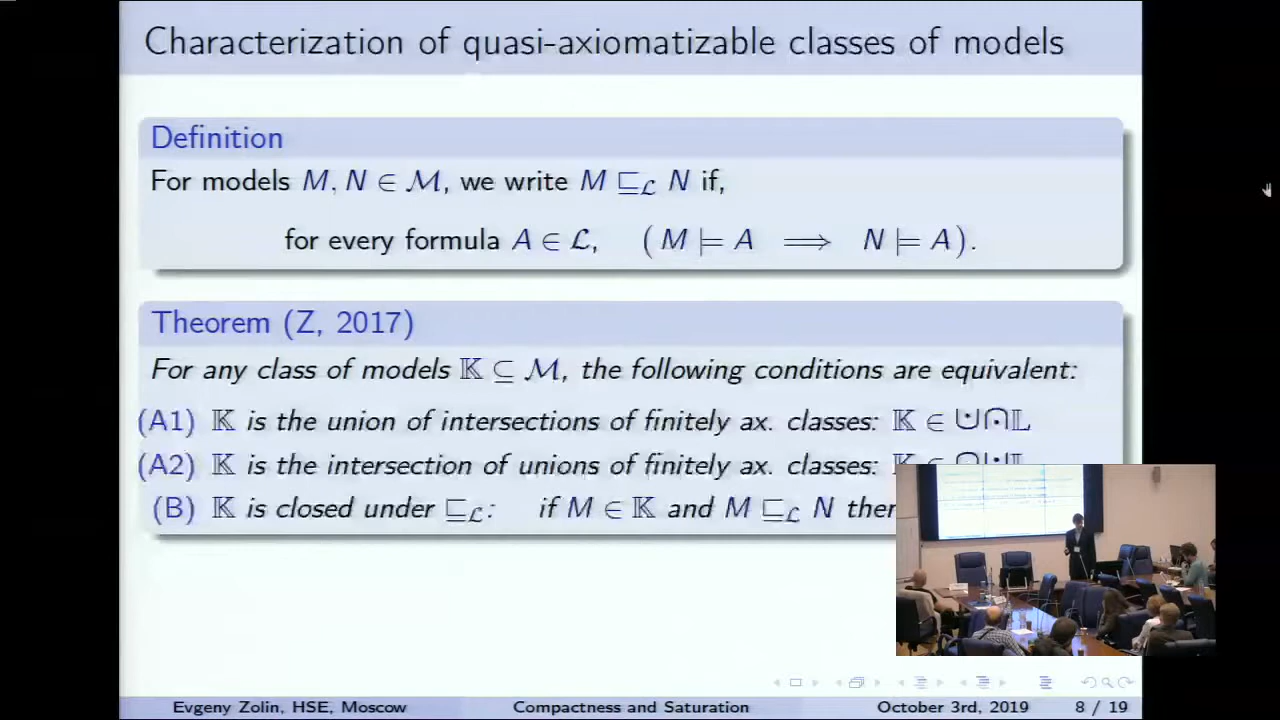 Characterization of quasi-axiomatizable classes of models
Definition
For models M, N ∈ ℳ, we write M ⊑_ℒ N if,
for every formula A ∈ ℒ, ( M ⊨ A ⟹ N ⊨ A ).
Theorem (Z, 2017)
For any class of models 𝕂 ⊆ ℳ, the following conditions are equivalent:
(A1) 𝕂 is the union of intersections of finitely ax. classes: 𝕂 ∈ ⨃⩀𝕃
(A2) 𝕂 is the intersection of unions of finitely ax. classes: 𝕂 ∈
(B) 𝕂 is closed under ⊑_ℒ: if M ∈ 𝕂 and M ⊑_ℒ N then
Evgeny Zolin, HSE, Moscow Compactness and Saturation October 3rd, 2019 8 / 19